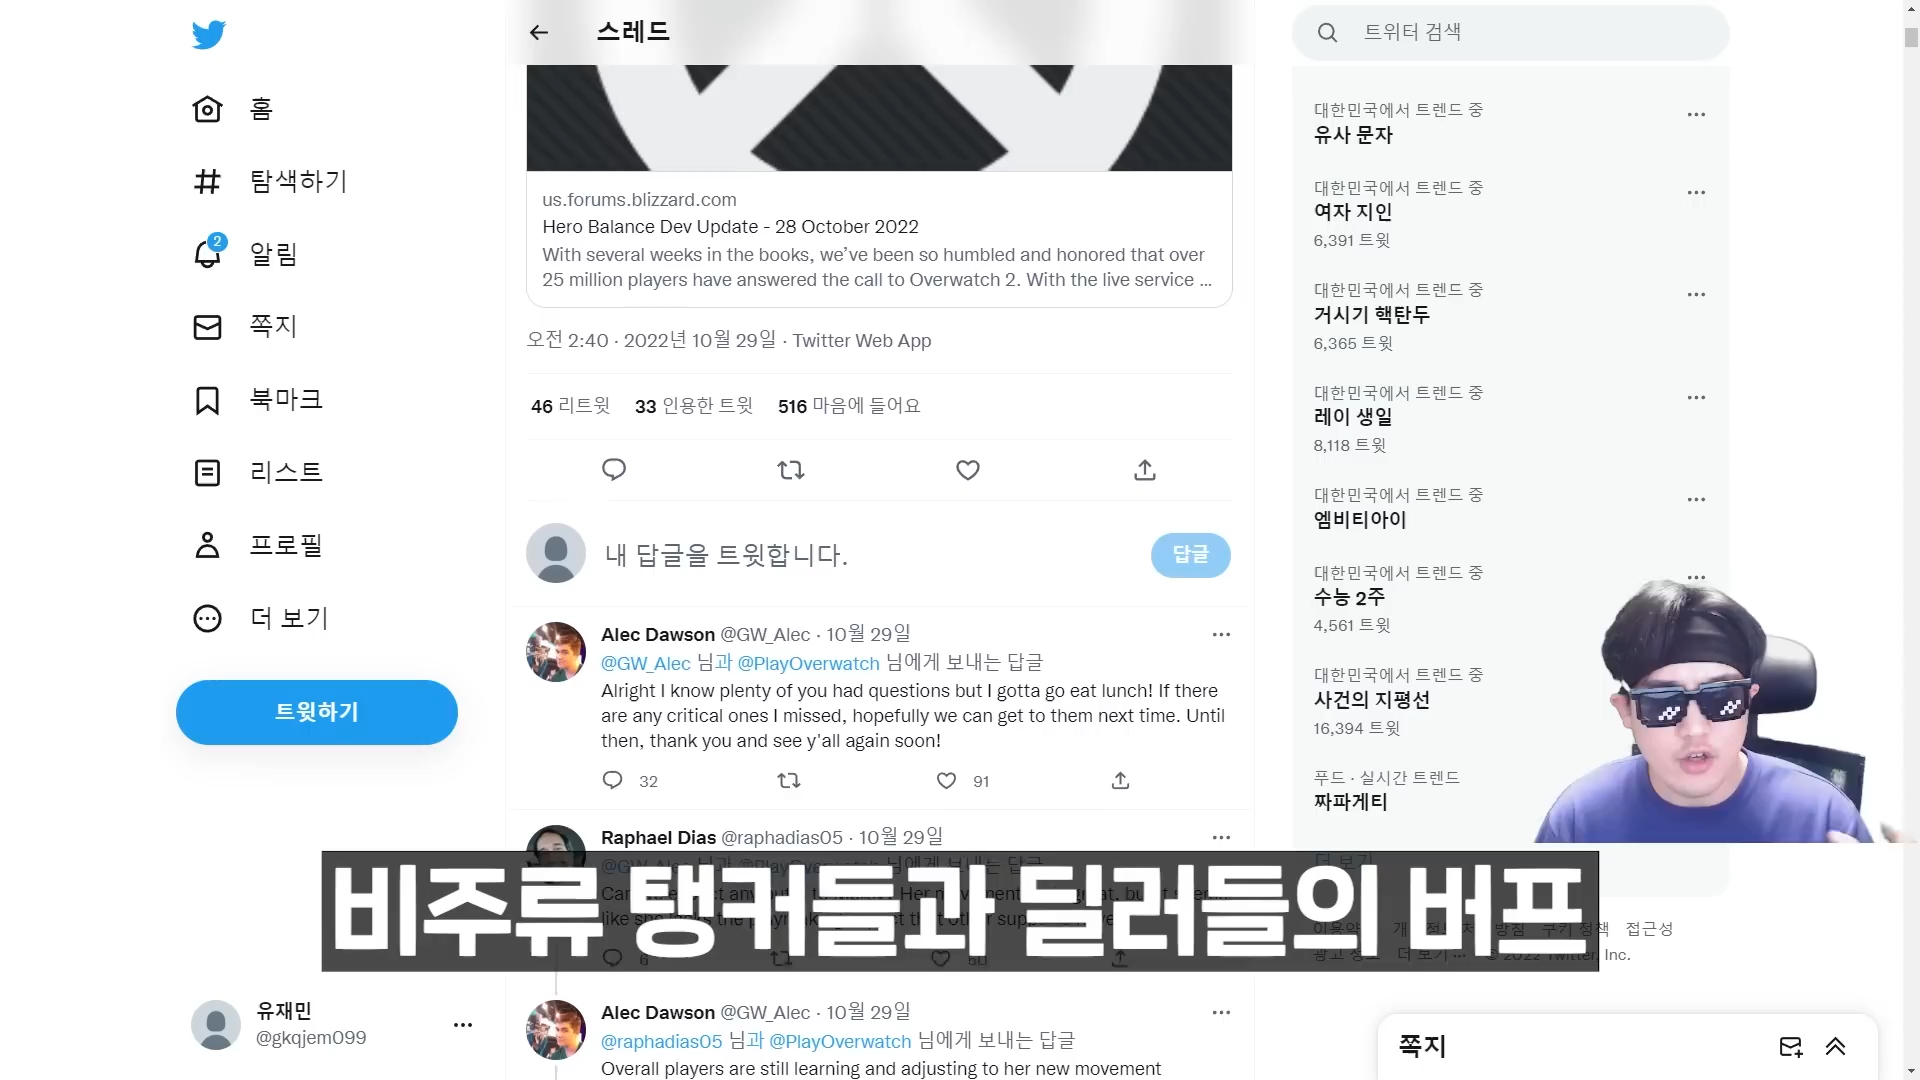 스레드
트위터 검색
홈
탐색하기
2
알림
쪽지
북마크
리스트
프로필
더 보기
트윗하기
유재민
@gkqjem099
us.forums.blizzard.com
Hero Balance Dev Update - 28 October 2022
With several weeks in the books, we’ve been so humbled and honored that over
25 million players have answered the call to Overwatch 2. With the live service ...
오전 2:40 · 2022년 10월 29일 · Twitter Web App
46 리트윗 33 인용한 트윗 516 마음에 들어요
내 답글을 트윗합니다.
답글
Alec Dawson @GW_Alec · 10월 29일
@GW_Alec 님과 @PlayOverwatch 님에게 보내는 답글
Alright I know plenty of you had questions but I gotta go eat lunch! If there
are any critical ones I missed, hopefully we can get to them next time. Until
then, thank you and see y'all again soon!
32 91
Raphael Dias @raphadias05 · 10월 29일
비주류 탱커들과 딜러들의 버프
Alec Dawson @GW_Alec · 10월 29일
@raphadias05 님과 @PlayOverwatch 님에게 보내는 답글
Overall players are still learning and adjusting to her new movement
대한민국에서 트렌드 중
유사 문자
대한민국에서 트렌드 중
여자 지인
6,391 트윗
대한민국에서 트렌드 중
거시기 핵탄두
6,365 트윗
대한민국에서 트렌드 중
레이 생일
8,118 트윗
대한민국에서 트렌드 중
엠비티아이
대한민국에서 트렌드 중
수능 2주
4,561 트윗
대한민국에서 트렌드 중
사건의 지평선
16,394 트윗
푸드 · 실시간 트렌드
짜파게티
더 보기
접근성
Inc.
쪽지